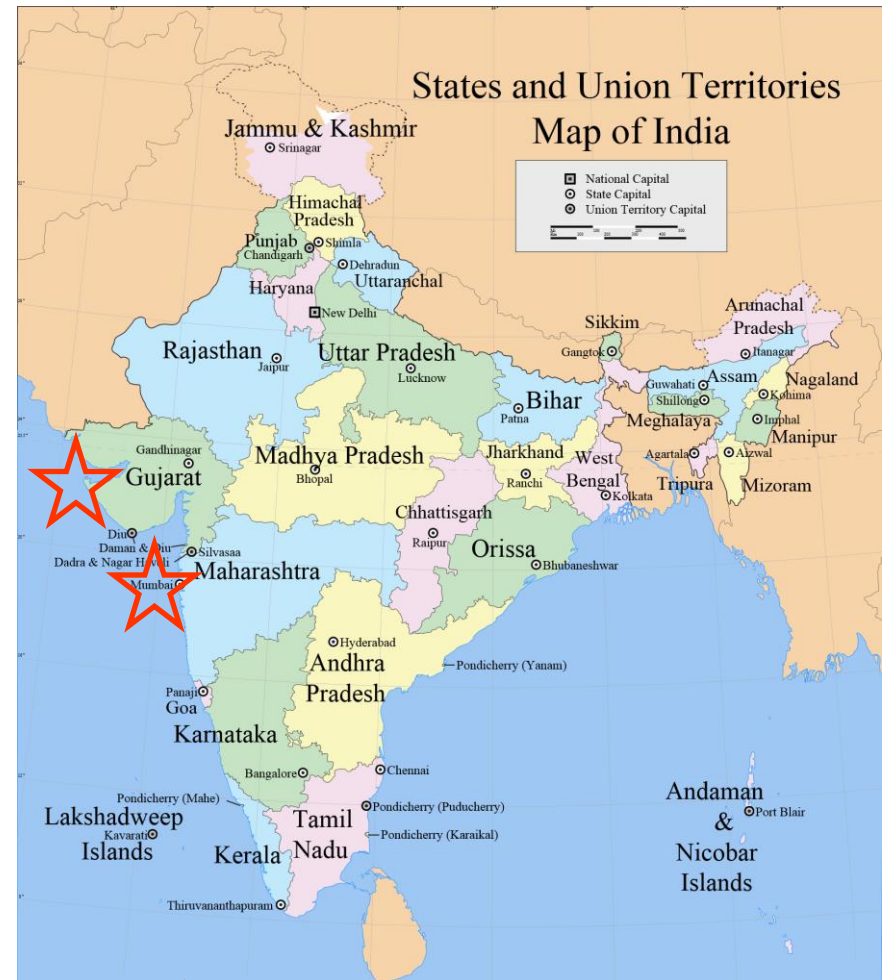 States and Union Territories
Map of India
National Capital
State Capital
Union Territory Capital
Jammu & Kashmir
Srinagar
Himachal
Pradesh
Shimla
Punjab
Chandigarh
Dehradun
Uttaranchal
Haryana
New Delhi
Rajasthan
Jaipur
Uttar Pradesh
Lucknow
Sikkim
Gangtok
Arunachal
Pradesh
Itanagar
Assam
Guwahati
Shillong
Meghalaya
Nagaland
Kohima
Imphal
Manipur
Agartala
Tripura
Aizwal
Mizoram
Bihar
Patna
Gandhinagar
Gujarat
Madhya Pradesh
Bhopal
Jharkhand
Ranchi
West
Bengal
Kolkata
Chhattisgarh
Raipur
Orissa
Bhubaneshwar
Diu
Daman & Diu
Silvasaa
Dadra & Nagar Haveli
Maharashtra
Mumbai
Hyderabad
Andhra
Pradesh
Pondicherry (Yanam)
Panaji
Goa
Karnataka
Bangalore
Chennai
Pondicherry (Mahe)
Pondicherry (Puducherry)
Pondicherry (Karaikal)
Lakshadweep
Kavarati
Islands
Kerala
Tamil
Nadu
Thiruvananthapuram
Andaman
&
Nicobar
Islands
Port Blair